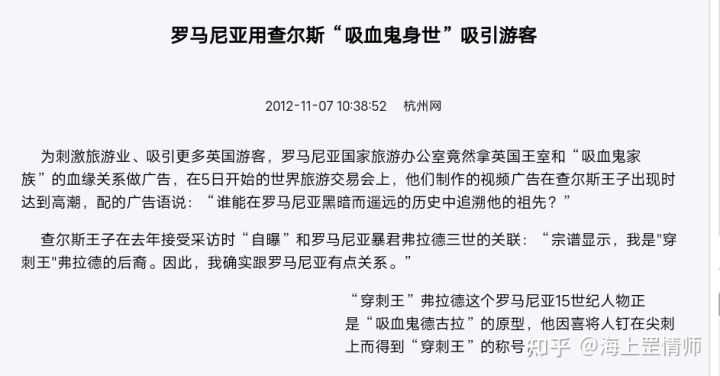 罗马尼亚用查尔斯“吸血鬼身世”吸引游客
2012-11-07 10:38:52 杭州网
为刺激旅游业、吸引更多英国游客，罗马尼亚国家旅游办公室竟然拿英国王室和“吸血鬼家
族”的血缘关系做广告，在5日开始的世界旅游交易会上，他们制作的视频广告在查尔斯王子出现时
达到高潮，配的广告语说：“谁能在罗马尼亚黑暗而遥远的历史中追溯他的祖先？”
查尔斯王子在去年接受采访时“自曝”和罗马尼亚暴君弗拉德三世的关联：“宗谱显示，我是"穿
刺王"弗拉德的后裔。因此，我确实跟罗马尼亚有点关系。”
“穿刺王”弗拉德这个罗马尼亚15世纪人物正
是“吸血鬼德古拉”的原型，他因喜将人钉在尖刺
上而得到“穿刺王”的称号。
知乎 @海上罡情师